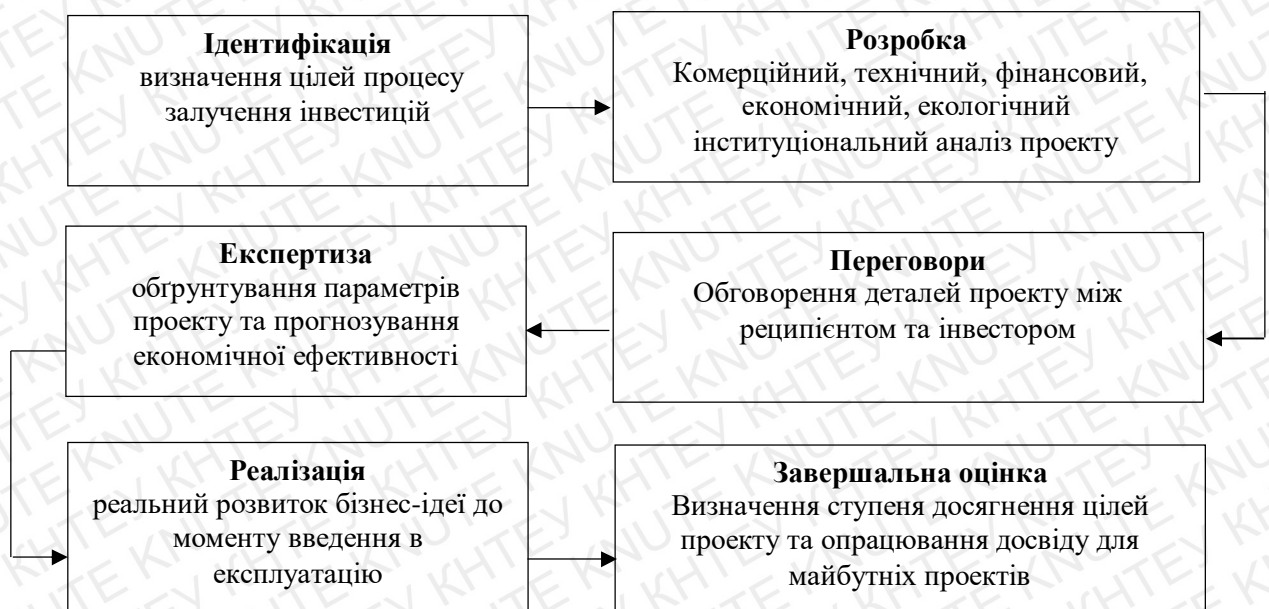 Ідентифікація
визначення цілей процесу
залучення інвестицій
Розробка
Комерційний, технічний, фінансовий,
економічний, екологічний
інституціональний аналіз проекту
Переговори
Обговорення деталей проекту між
реципієнтом та інвестором
Експертиза
обґрунтування параметрів
проекту та прогнозування
економічної ефективності
Реалізація
реальний розвиток бізнес-ідеї до
моменту введення в
експлуатацію
Завершальна оцінка
Визначення ступеня досягнення цілей
проекту та опрацювання досвіду для
майбутніх проектів